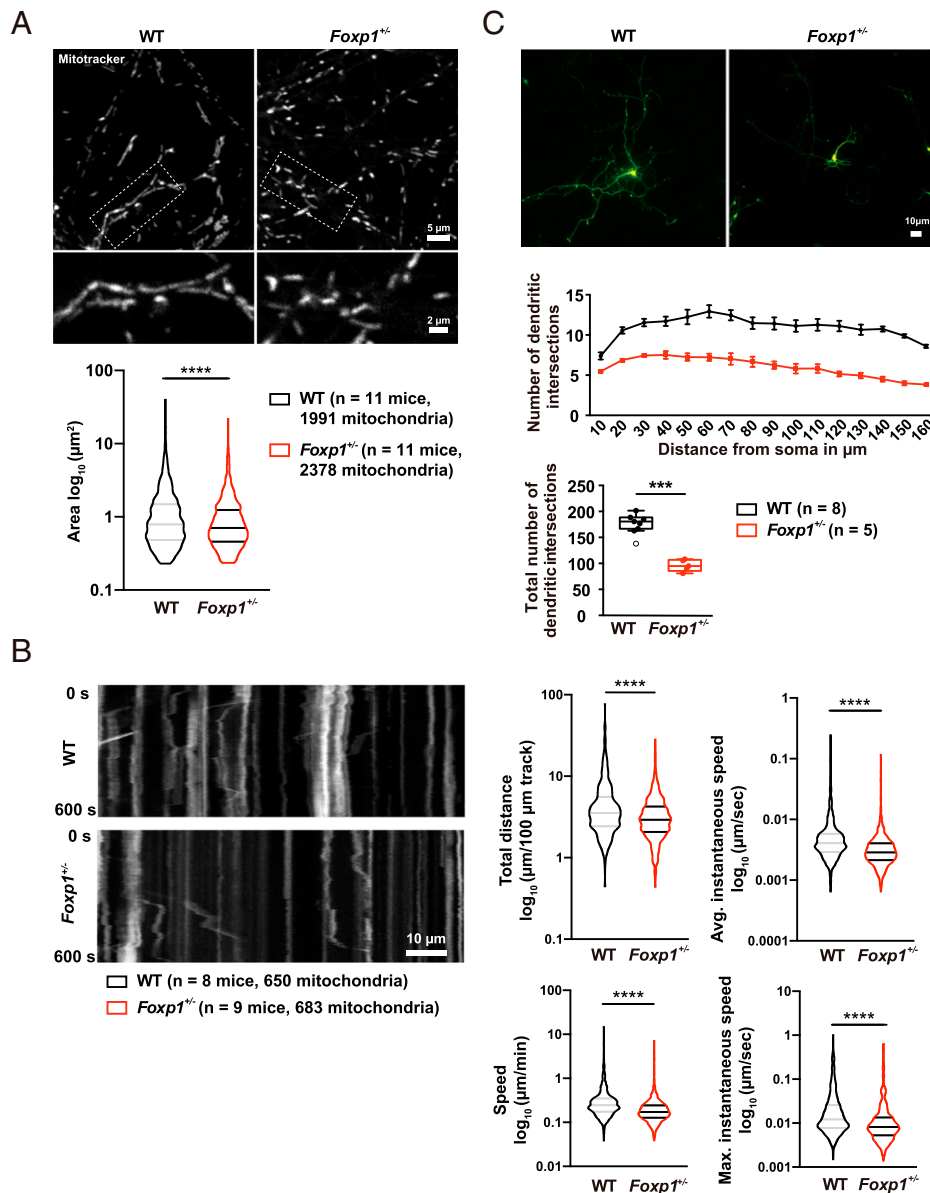 A
WT
Foxp1+/-
Mitotracker
5 µm
2 µm
****
Area log10 (µm2)
100
10
1
0.1
WT
Foxp1+/-
WT (n = 11 mice,
1991 mitochondria)
Foxp1+/- (n = 11 mice,
2378 mitochondria)
C
WT
Foxp1+/-
10µm
Number of dendritic
intersections
15
10
5
0
10 20 30 40 50 60 70 80 90 100 110 120 130 140 150 160
Distance from soma in µm
Total number of
dendritic intersections
250
200
150
100
50
0
***
WT
Foxp1+/-
WT (n = 8)
Foxp1+/- (n = 5)
B
0 s
WT
600 s
0 s
Foxp1+/-
600 s
10 µm
WT (n = 8 mice, 650 mitochondria)
Foxp1+/- (n = 9 mice, 683 mitochondria)
Total distance
log10 (µm/100 µm track)
100
10
1
0.1
****
WT
Foxp1+/-
Avg. instantaneous speed
log10 (µm/sec)
1
0.1
0.01
0.001
0.0001
****
WT
Foxp1+/-
Speed
log10 (µm/min)
100
10
1
0.1
0.01
****
WT
Foxp1+/-
Max. instantaneous speed
log10 (µm/sec)
10
1
0.1
0.01
0.001
****
WT
Foxp1+/-